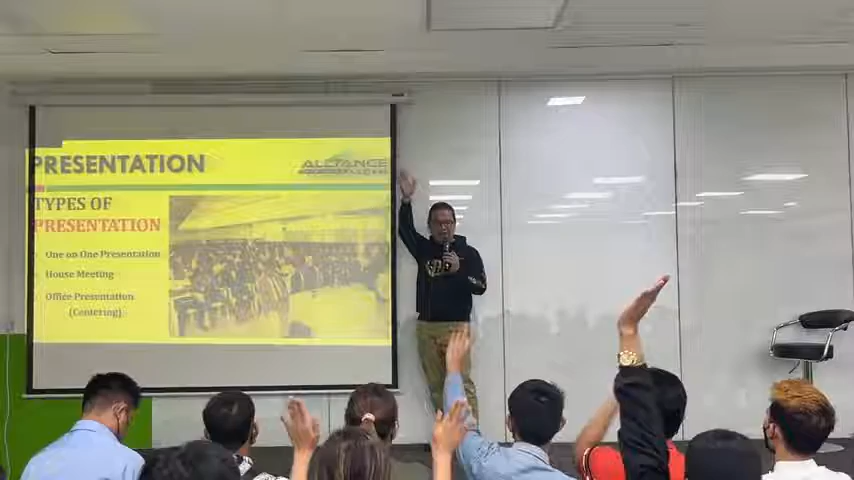 PRESENTATION
ALLIANCE
TYPES OF
PRESENTATION
One on One Presentation
House Meeting
Office Presentation
(Centering)